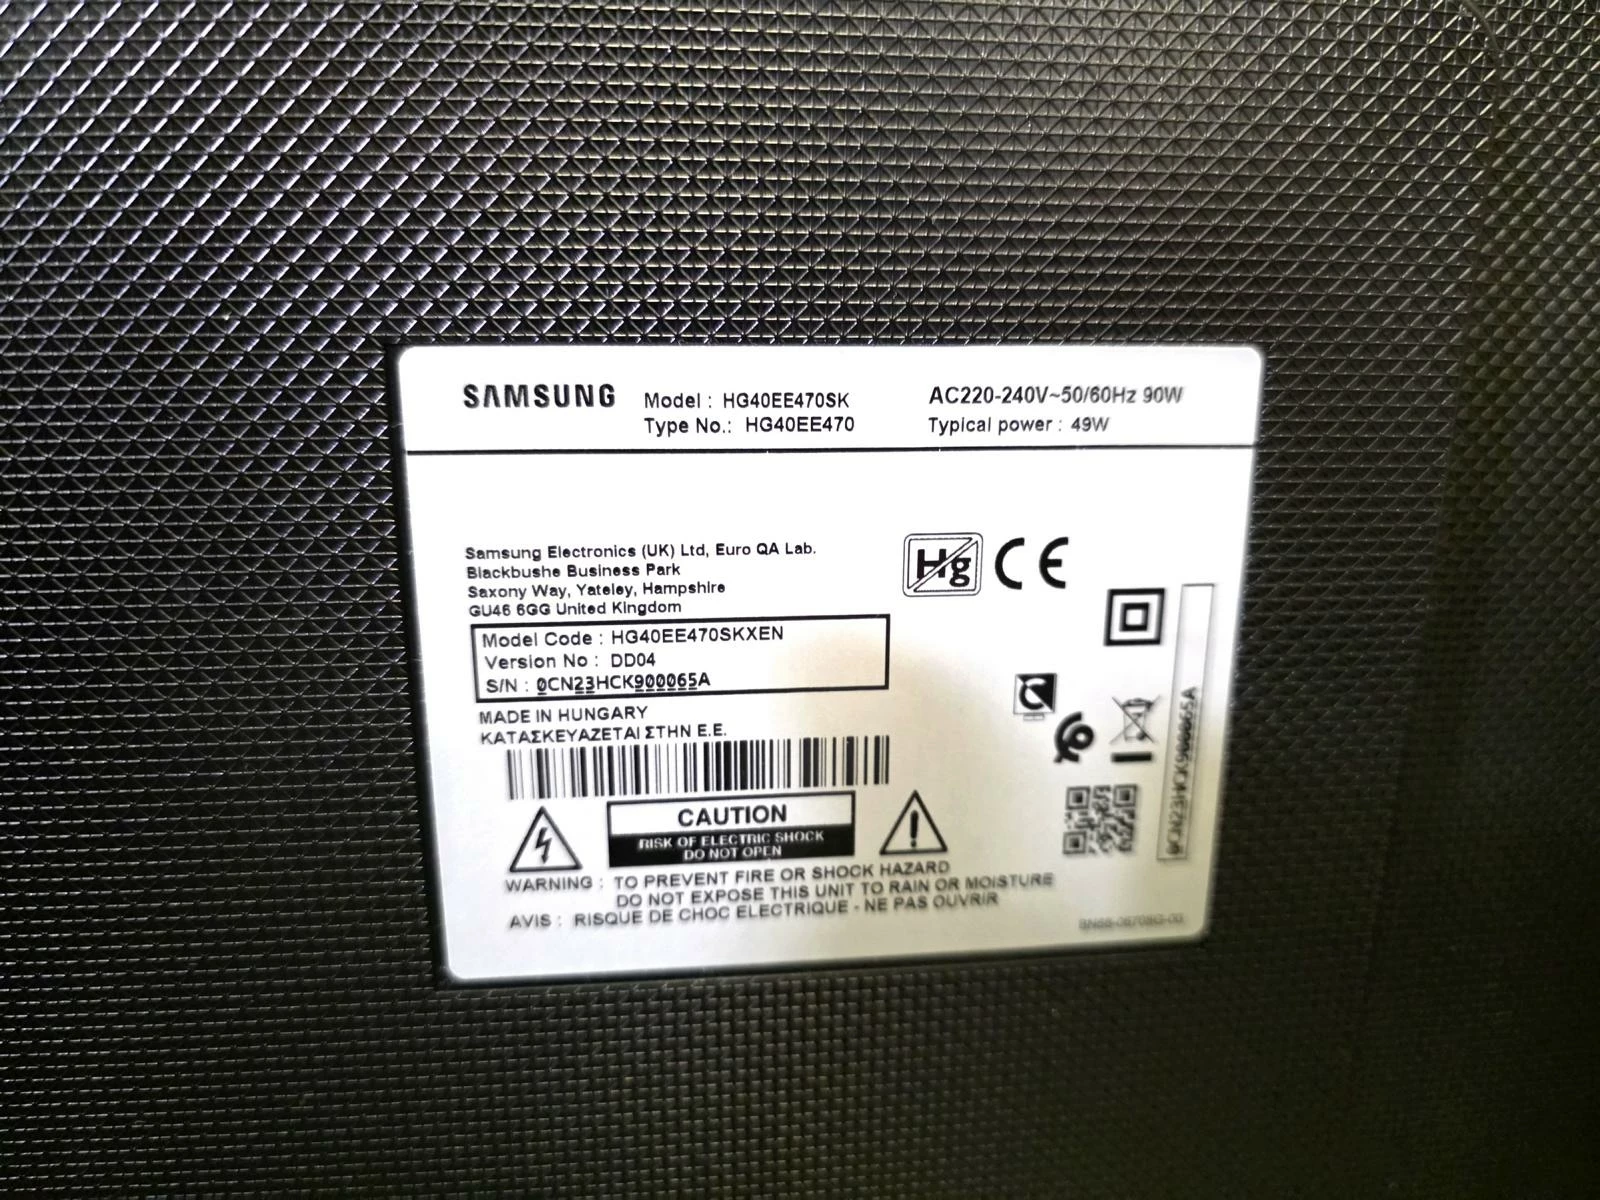 SAMSUNG
Model : HG40EE470SK
Type No.: HG40EE470
AC220-240V~50/60Hz 90W
Typical power : 49W
Samsung Electronics (UK) Ltd, Euro QA Lab.
Blackbushe Business Park
Saxony Way, Yateley, Hampshire
GU46 6GG United Kingdom
Hg CE
Model Code : HG40EE470SKXEN
Version No : DD04
S/N : 0CN23HCK900065A
MADE IN HUNGARY
ΚΑΤΑΣΚΕΥΑΖΕΤΑΙ ΣΤΗΝ Ε.Ε.
CAUTION
RISK OF ELECTRIC SHOCK
DO NOT OPEN
WARNING : TO PREVENT FIRE OR SHOCK HAZARD
DO NOT EXPOSE THIS UNIT TO RAIN OR MOISTURE
AVIS : RISQUE DE CHOC ELECTRIQUE - NE PAS OUVRIR
0CN23HCK900065A